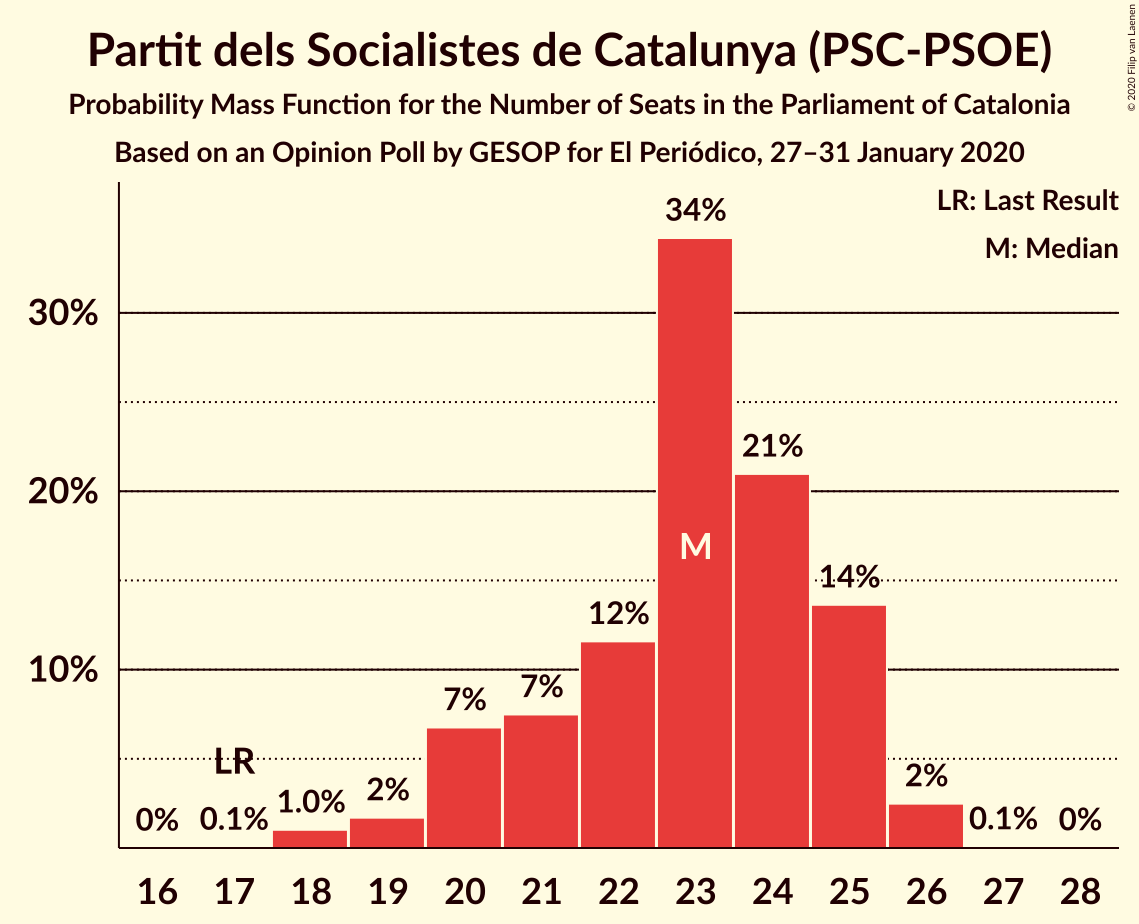 Partit dels Socialistes de Catalunya (PSC-PSOE)
Probability Mass Function for the Number of Seats in the Parliament of Catalonia
Based on an Opinion Poll by GESOP for El Periódico, 27–31 January 2020
© 2020 Filip van Laenen
LR: Last Result
M: Median
34%
30%
21%
20%
M
14%
12%
10%
7%
7%
LR
2%
2%
1.0%
0%
0.1%
0.1%
0%
16 17 18 19 20 21 22 23 24 25 26 27 28